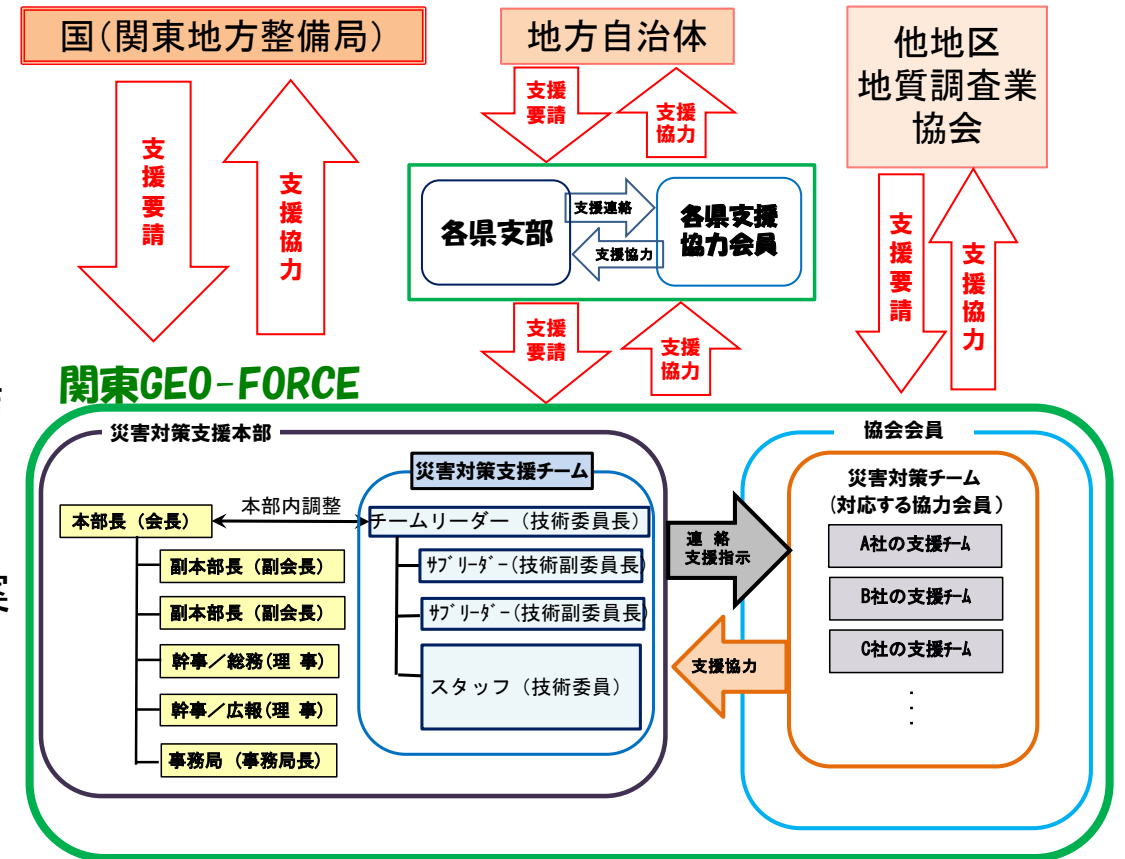 国(関東地方整備局)
地方自治体
他地区
地質調査業
協会
支援要請
支援協力
支援
要請
支援
協力
支援要請
支援協力
各県支部
支援連絡
支援協力
各県支援
協力会員
支援
要請
支援
協力
関東GEO-FORCE
災害対策支援本部
協会会員
災害対策支援チーム
本部長(会長)
本部内調整
チームリーダー(技術委員長)
副本部長(副会長)
副本部長(副会長)
幹事/総務(理 事)
幹事/広報(理 事)
事務局(事務局長)
ｻﾌﾞﾘｰﾀﾞｰ(技術副委員長)
ｻﾌﾞﾘｰﾀﾞｰ(技術副委員長)
スタッフ(技術委員)
連 絡
支援指示
支援協力
災害対策チーム
(対応する協力会員)
A社の支援ﾁｰﾑ
B社の支援ﾁｰﾑ
C社の支援ﾁｰﾑ
.
.
案